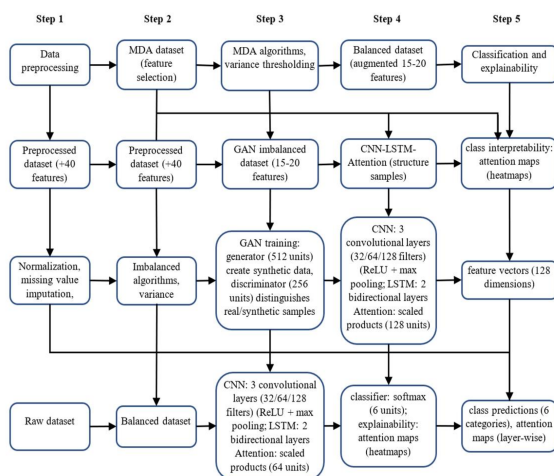 Step 1
Step 2
Step 3
Step 4
Step 5
Data
preprocessing
MDA dataset
(feature
selection)
MDA algorithms,
variance thresholding
Balanced dataset
(augmented 15-20
features)
Classification and
explainability
Preprocessed
dataset (+40
features)
Preprocessed
dataset (+40
features)
GAN imbalanced
dataset (15-20
features)
CNN-LSTM-
Attention (structure
samples)
class interpretability:
attention maps
(heatmaps)
Normalization,
missing value
imputation,
Imbalanced
algorithms,
variance
GAN training:
generator (512 units)
create synthetic data,
discriminator (256
units) distinguishes
real/synthetic samples
CNN: 3
convolutional layers
(32/64/128 filters)
(ReLU + max
pooling; LSTM: 2
bidirectional layers
Attention: scaled
products (128 units)
feature vectors (128
dimensions)
Raw dataset
Balanced dataset
CNN: 3 convolutional
layers (32/64/128
filters) (ReLU + max
pooling; LSTM: 2
bidirectional layers
Attention: scaled
products (64 units)
classifier: softmax
(6 units);
explainability:
attention maps
(heatmaps)
class predictions (6
categories), attention
maps (layer-wise)